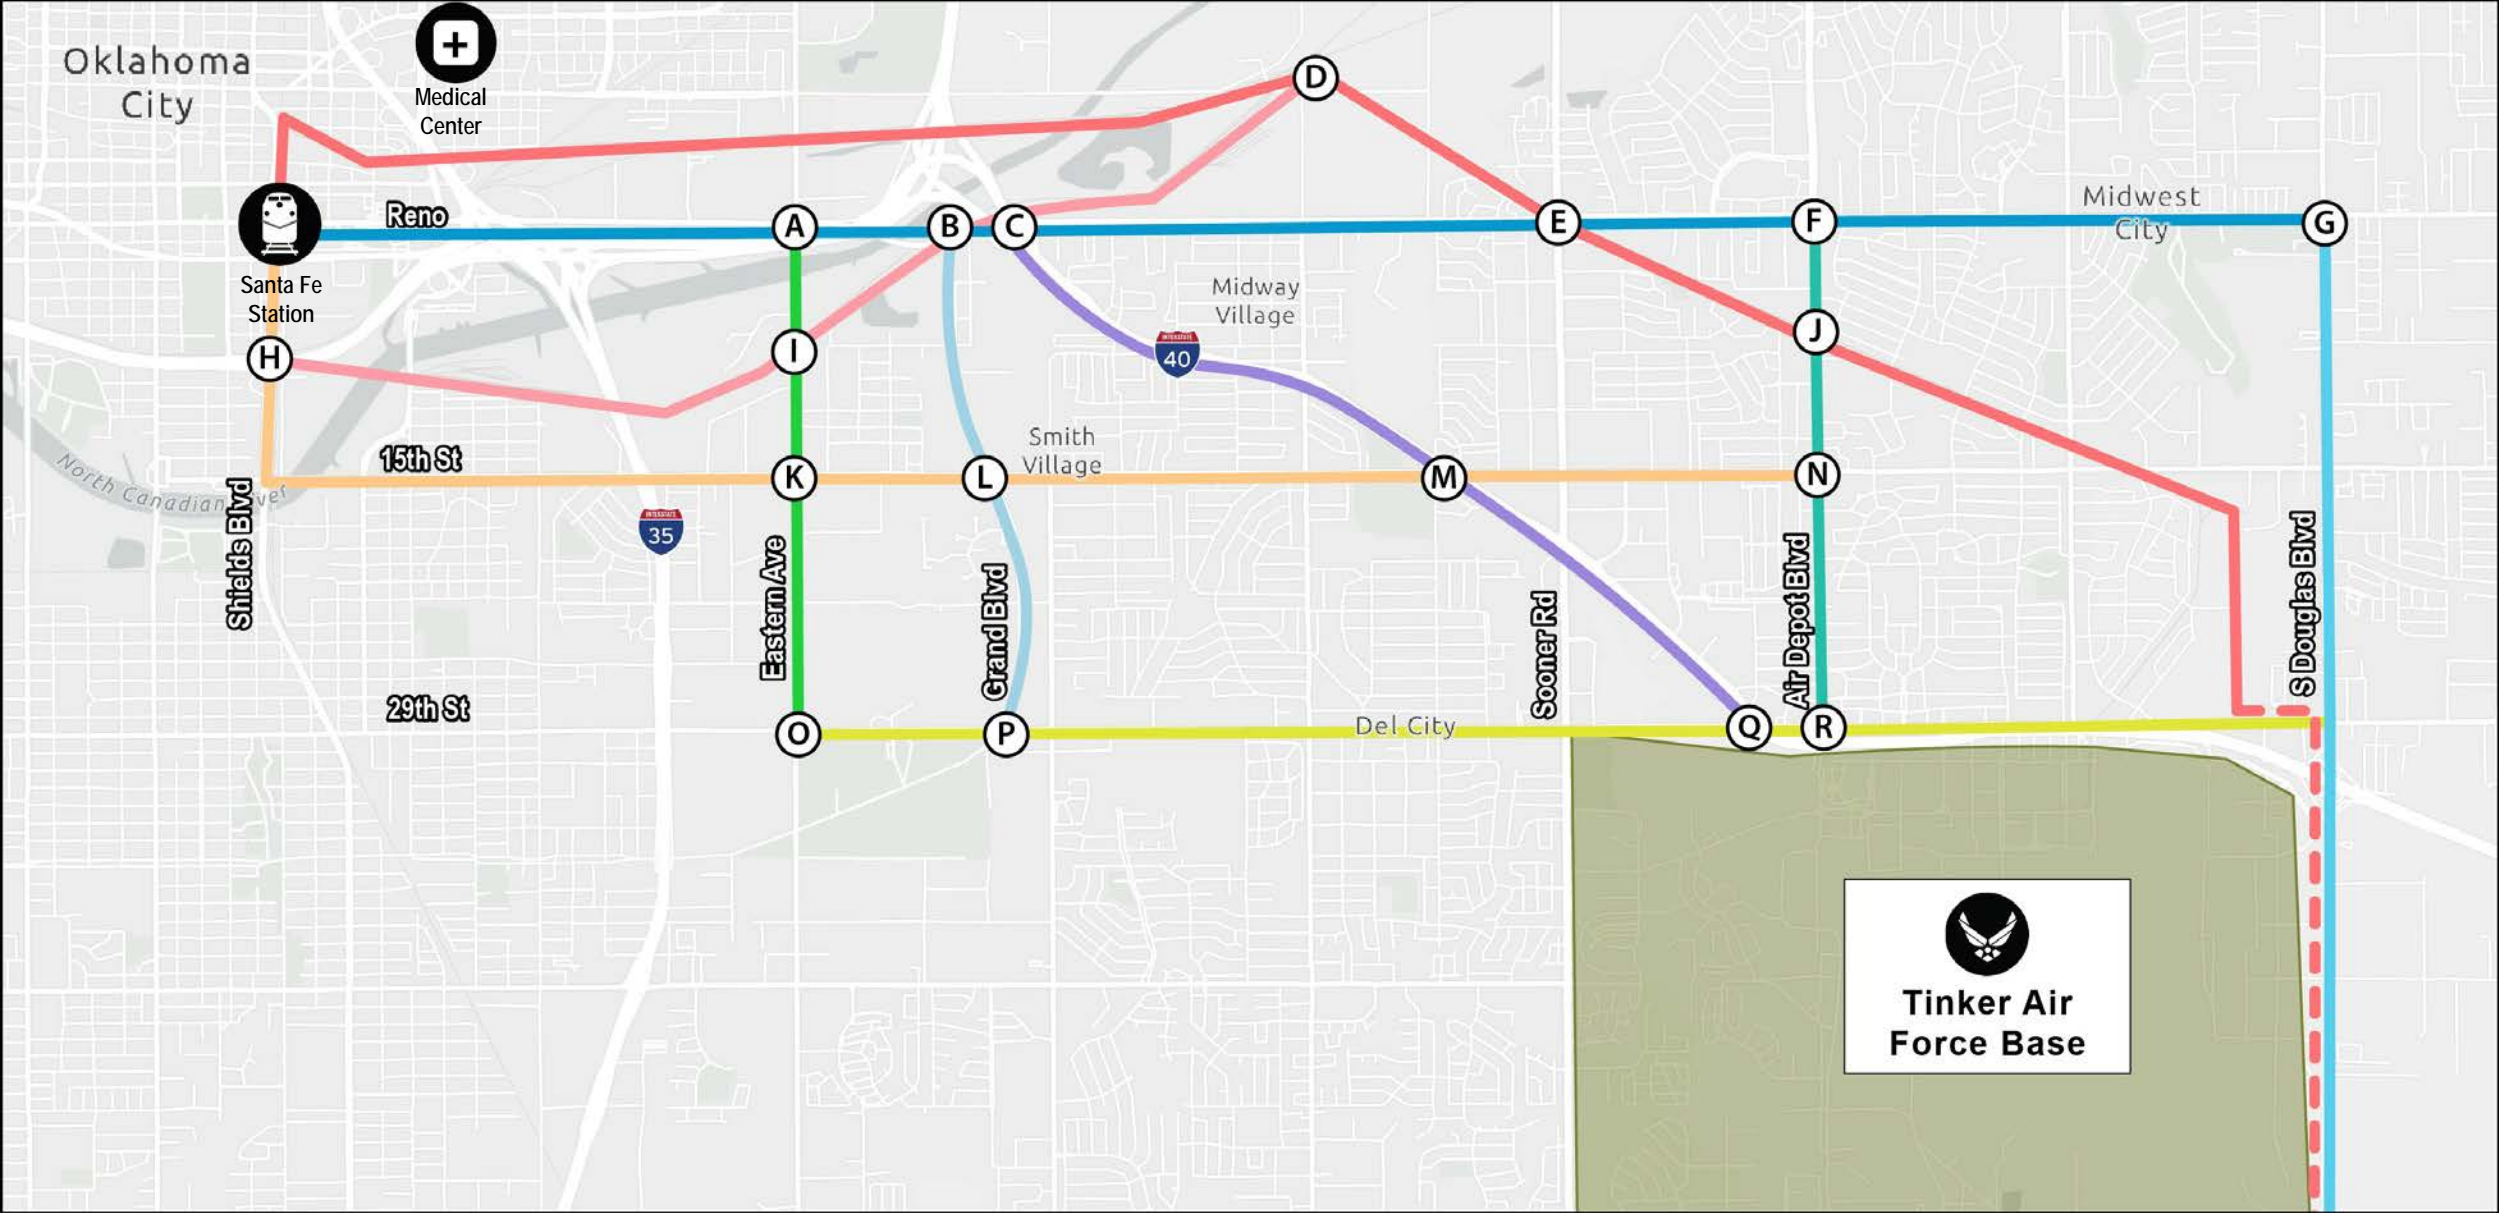 Oklahoma
City
Medical
Center
D
Reno
A
B
C
E
F
Midwest
City
G
Santa Fe
Station
Midway
Village
INTERSTATE
40
H
I
J
Smith
Village
15th St
North Canadian River
K
L
M
N
Shields Blvd
INTERSTATE
35
Eastern Ave
Grand Blvd
Sooner Rd
Air Depot Blvd
S Douglas Blvd
29th St
O
P
Del City
Q
R
Tinker Air
Force Base